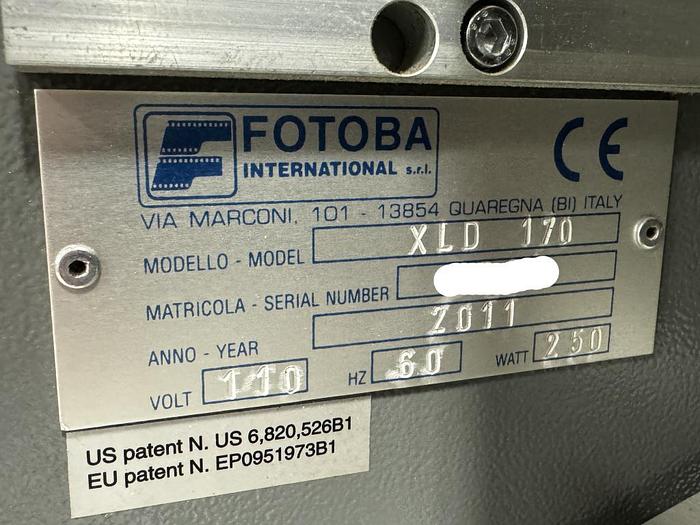 FOTOBA
INTERNATIONAL s.r.l.
CE
VIA MARCONI, 101 - 13854 QUAREGNA (BI) ITALY
MODELLO - MODEL XLD 170
MATRICOLA - SERIAL NUMBER
ANNO - YEAR 2011
VOLT 110 HZ 60 WATT 250
US patent N. US 6,820,526B1
EU patent N. EP0951973B1